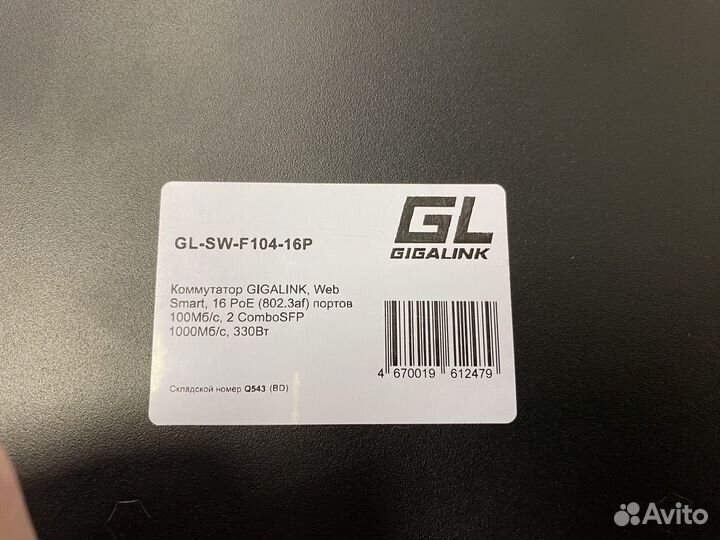 GL
GIGALINK
GL-SW-F104-16P
Коммутатор GIGALINK, Web
Smart, 16 PoE (802.3af) портов
100Мб/с, 2 ComboSFP
1000Мб/с, 330Вт
4 670019 612479
Складской номер Q543 (BD)
Avito